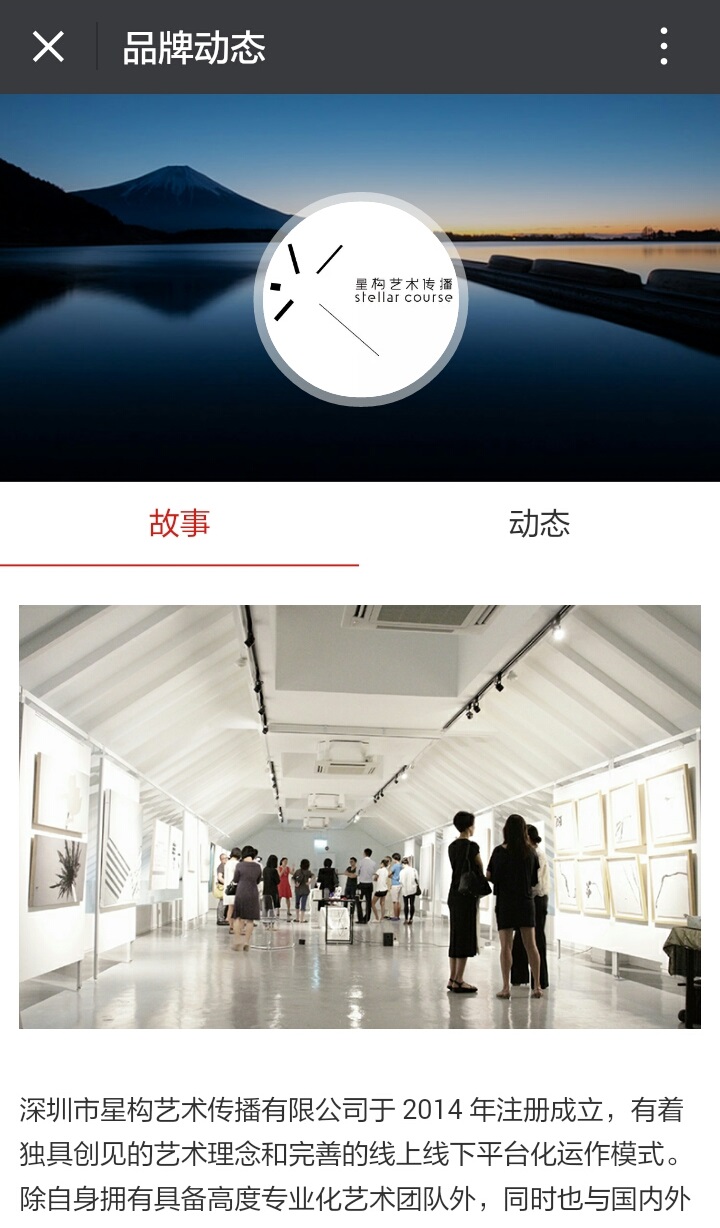 品牌动态
星构艺术传播
stellar course
故事
动态
深圳市星构艺术传播有限公司于 2014 年注册成立，有着
独具创见的艺术理念和完善的线上线下平台化运作模式。
除自身拥有具备高度专业化艺术团队外，同时也与国内外